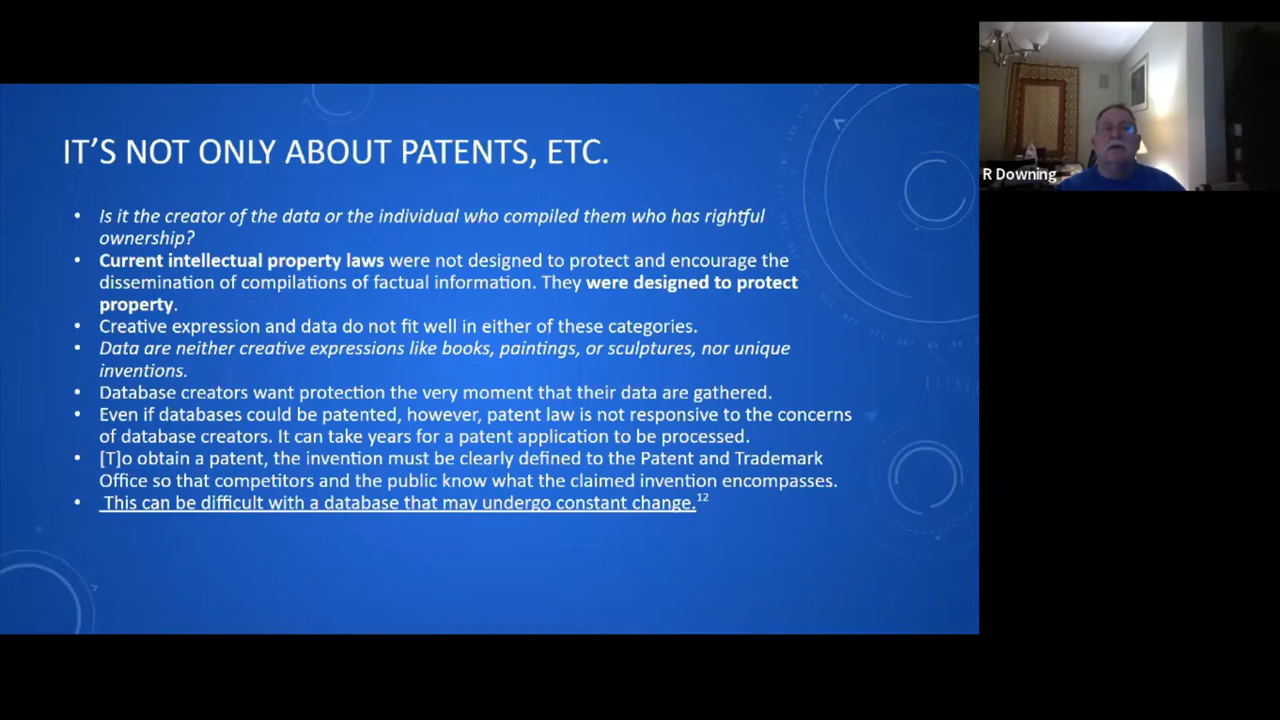 IT'S NOT ONLY ABOUT PATENTS, ETC.
• Is it the creator of the data or the individual who compiled them who has rightful
ownership?
• Current intellectual property laws were not designed to protect and encourage the
dissemination of compilations of factual information. They were designed to protect
property.
• Creative expression and data do not fit well in either of these categories.
• Data are neither creative expressions like books, paintings, or sculptures, nor unique
inventions.
• Database creators want protection the very moment that their data are gathered.
• Even if databases could be patented, however, patent law is not responsive to the concerns
of database creators. It can take years for a patent application to be processed.
• [T]o obtain a patent, the invention must be clearly defined to the Patent and Trademark
Office so that competitors and the public know what the claimed invention encompasses.
• This can be difficult with a database that may undergo constant change.12
R Downing